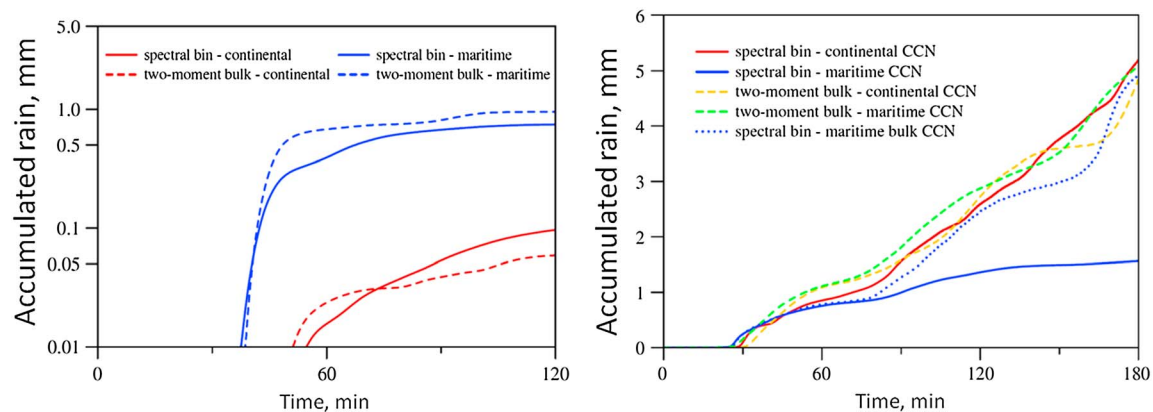 Accumulated rain, mm
5.0
1.0
0.5
0.1
0.05
0.01
spectral bin - continental
spectral bin - maritime
two-moment bulk - continental
two-moment bulk - maritime
0
60
120
Time, min
Accumulated rain, mm
6
5
4
3
2
1
0
spectral bin - continental CCN
spectral bin - maritime CCN
two-moment bulk - continental CCN
two-moment bulk - maritime CCN
spectral bin - maritime bulk CCN
0
60
120
180
Time, min